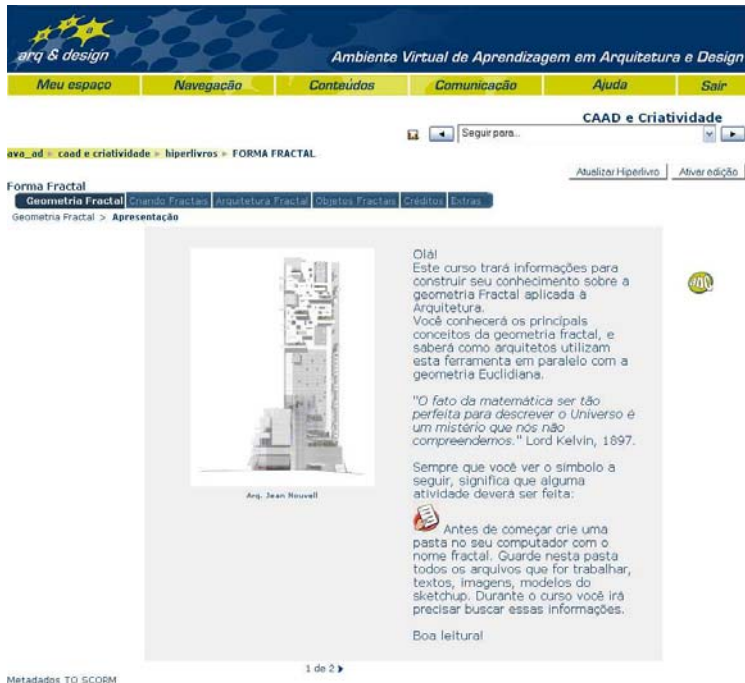 arq & design
Ambiente Virtual de Aprendizagem em Arquitetura e Design
Meu espaço Navegação Conteúdos Comunicação Ajuda Sair
CAAD e Criatividade
Seguir para...
ava_ad ► caad e criatividade ► hiperlivros ► FORMA FRACTAL
Atualizar Hiperlivro Ativar edição
Forma Fractal
Geometria Fractal Criando Fractais Arquitetura Fractal Objetos Fractais Créditos Extras
Geometria Fractal > Apresentação
Olá!
Este curso trará informações para
construir seu conhecimento sobre a
geometria Fractal aplicada à
Arquitetura.
Você conhecerá os principais
conceitos da geometria fractal, e
saberá como arquitetos utilizam
esta ferramenta em paralelo com a
geometria Euclidiana.
"O fato da matemática ser tão
perfeita para descrever o Universo é
um mistério que nós não
compreendemos." Lord Kelvin, 1897.
Sempre que você ver o símbolo a
seguir, significa que alguma
atividade deverá ser feita:
Antes de começar crie uma
pasta no seu computador com o
nome fractal. Guarde nesta pasta
todos os arquivos que for trabalhar,
textos, imagens, modelos do
sketchup. Durante o curso você irá
precisar buscar essas informações.
Boa leitura!
Arq. Jean Nouvell
1 de 2
Metadados TO SCORM